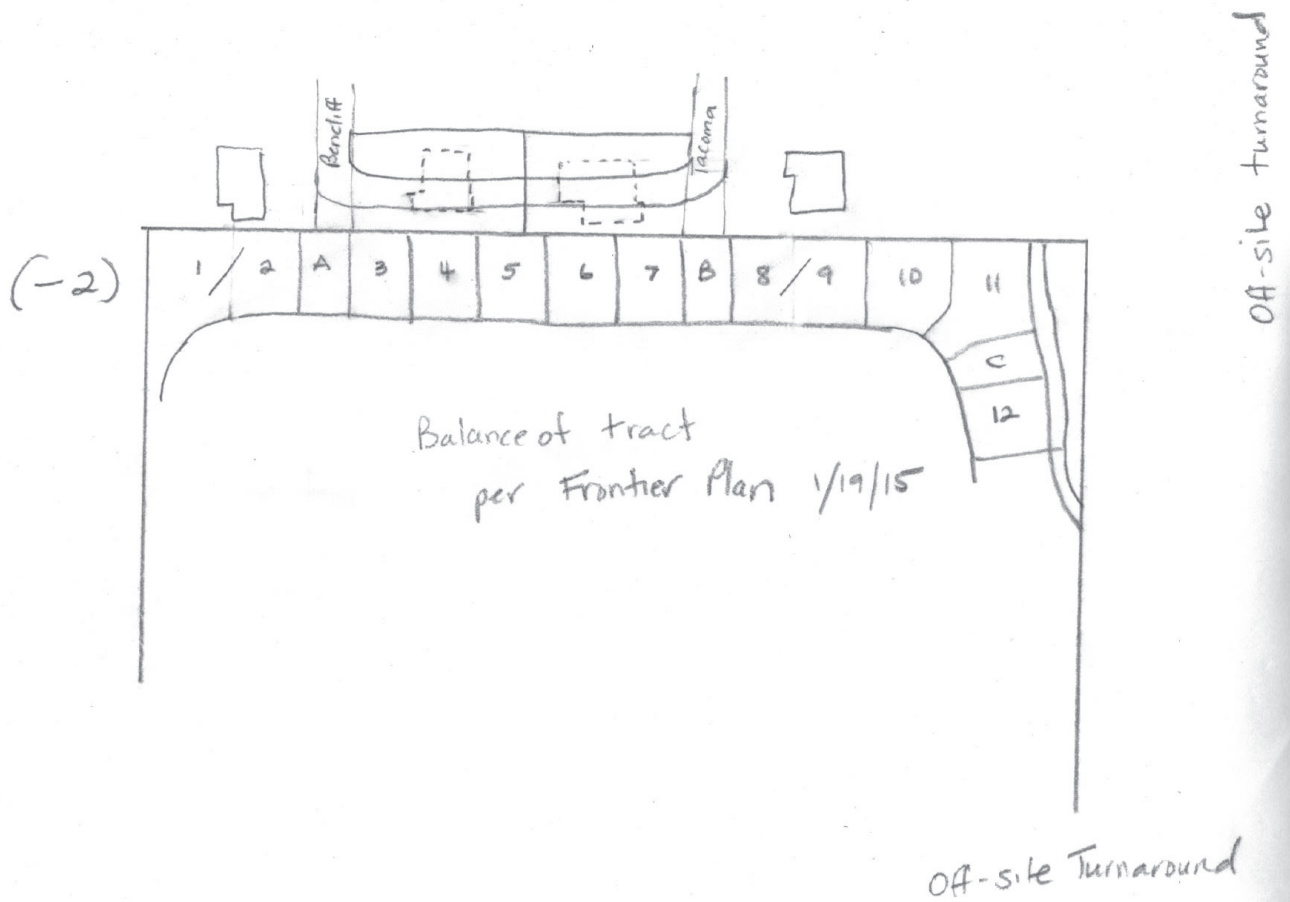 Off-site turnaround
Bencliff
Tacoma
(-2)
1 / 2 A 3 4 5 6 7 B 8 / 9 10 11
C
12
Balance of tract
per Frontier Plan 1/19/15
Off-site Turnaround